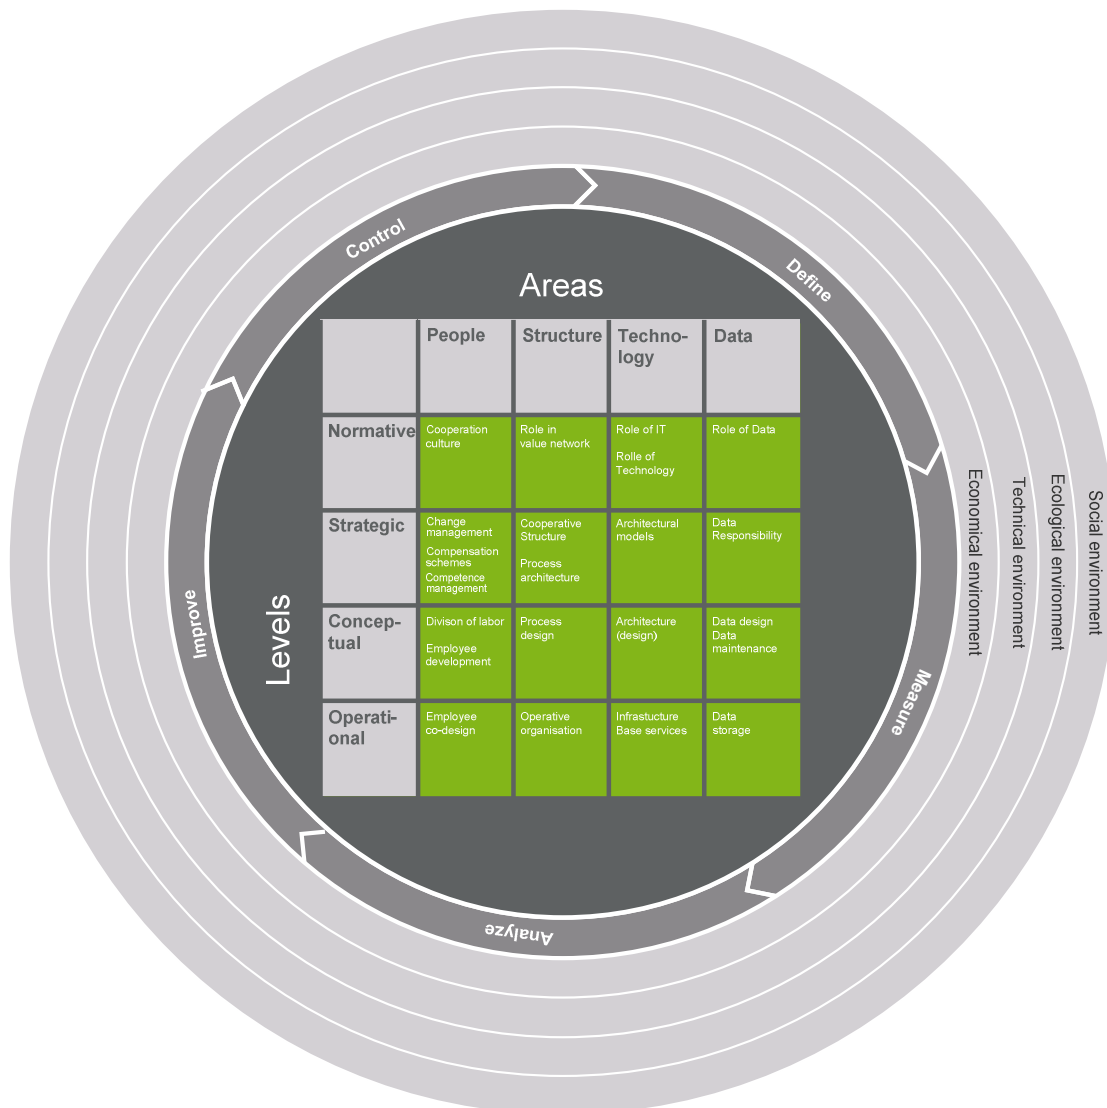 Control
Define
Areas
People
Structure
Techno-
logy
Data
Normative
Cooperation
culture
Role in
value network
Role of IT
Rolle of
Technology
Role of Data
Strategic
Change
management
Compensation
schemes
Competence
management
Cooperative
Structure
Process
architecture
Architectural
models
Data
Responsibility
Levels
Concep-
tual
Divison of labor
Employee
development
Process
design
Architecture
(design)
Data design
Data
maintenance
Operati-
onal
Employee
co-design
Operative
organisation
Infrastucture
Base services
Data
storage
Improve
Measure
Analyze
Economical environment
Technical environment
Ecological environment
Social environment